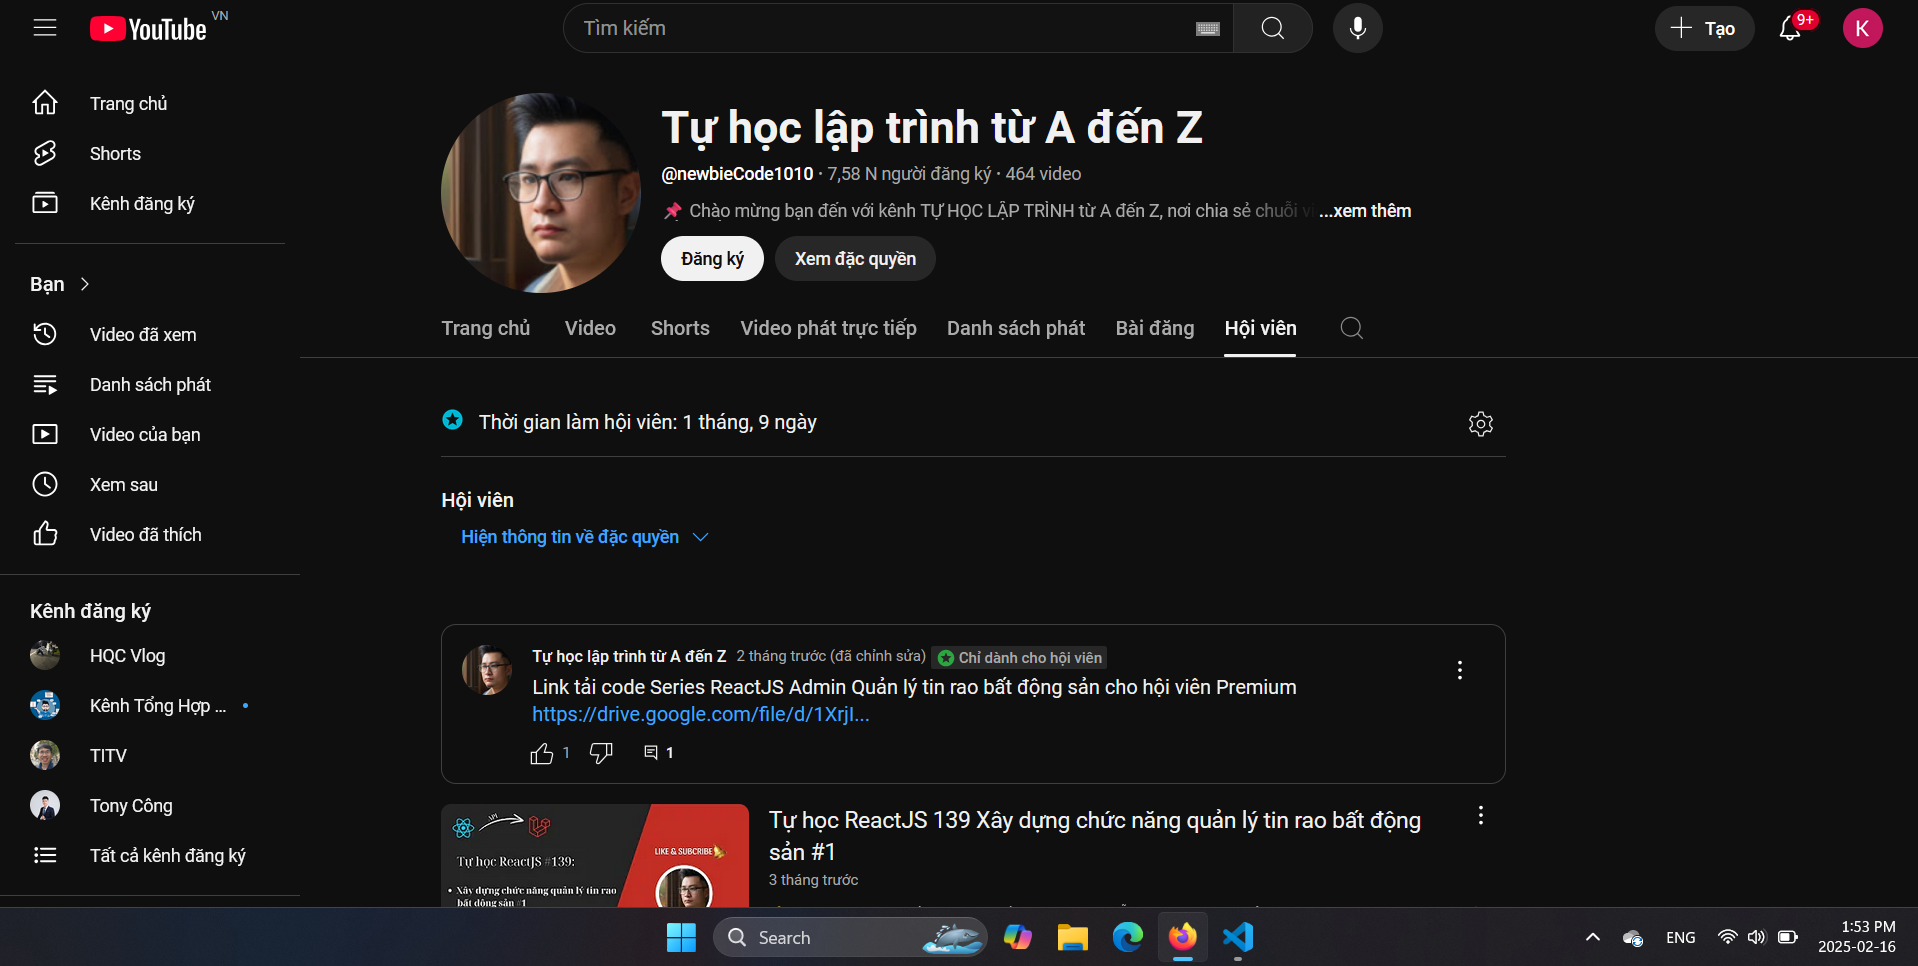 YouTube VN
Tìm kiếm
Tạo
9+
K
Trang chủ
Shorts
Kênh đăng ký
Bạn
Video đã xem
Danh sách phát
Video của bạn
Xem sau
Video đã thích
Kênh đăng ký
HQC Vlog
Kênh Tổng Hợp ...
TITV
Tony Công
Tất cả kênh đăng ký
Tự học lập trình từ A đến Z
@newbieCode1010 · 7,58 N người đăng ký · 464 video
📌 Chào mừng bạn đến với kênh TỰ HỌC LẬP TRÌNH từ A đến Z, nơi chia sẻ chuỗi ...xem thêm
Đăng ký
Xem đặc quyền
Trang chủ Video Shorts Video phát trực tiếp Danh sách phát Bài đăng Hội viên
Thời gian làm hội viên: 1 tháng, 9 ngày
Hội viên
Hiện thông tin về đặc quyền
Tự học lập trình từ A đến Z 2 tháng trước (đã chỉnh sửa) Chỉ dành cho hội viên
Link tải code Series ReactJS Admin Quản lý tin rao bất động sản cho hội viên Premium
https://drive.google.com/file/d/1XrjI...
1 1
API
Tự học ReactJS #139:
• Xây dựng chức năng quản lý tin rao
bất động sản #1
LIKE & SUBCRIBE
Tự học ReactJS 139 Xây dựng chức năng quản lý tin rao bất động
sản #1
3 tháng trước
Search
ENG
1:53 PM
2025-02-16